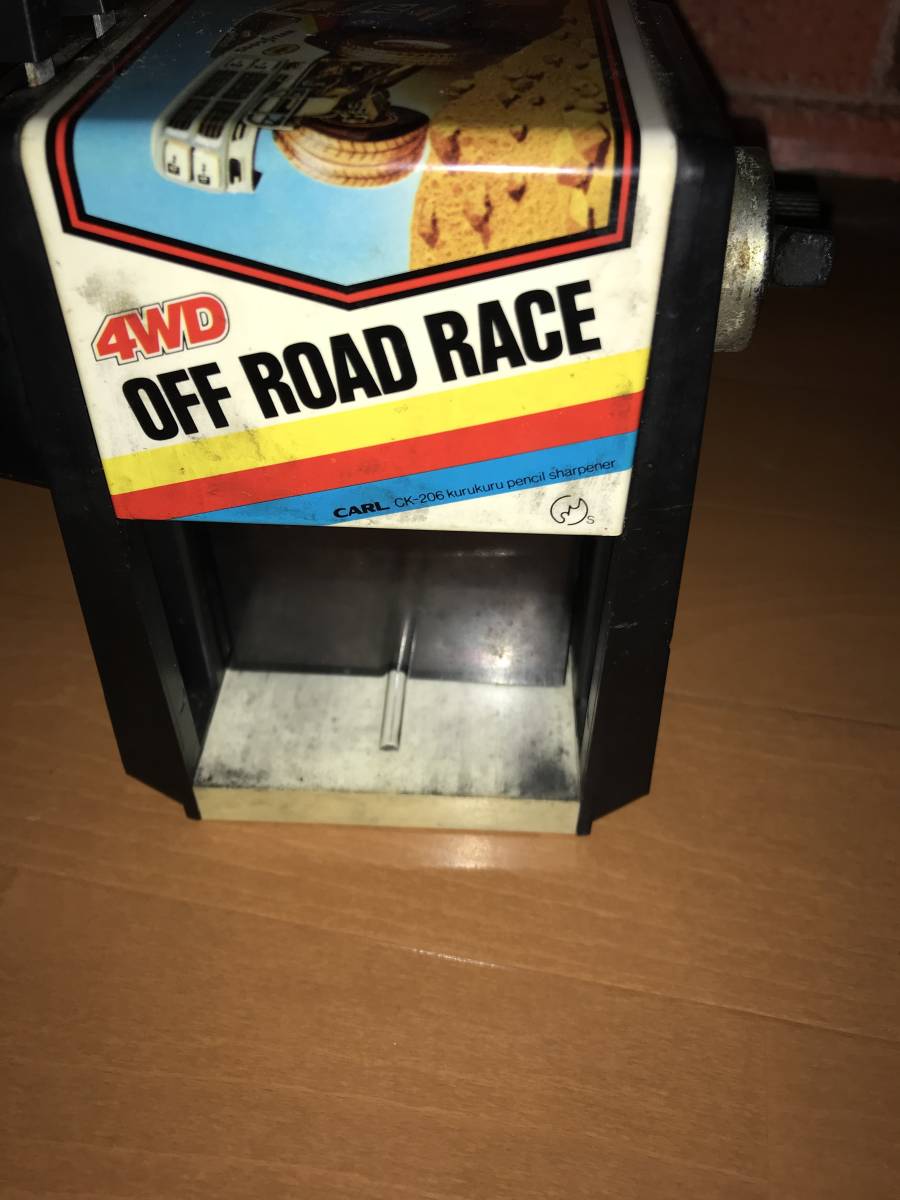 4WD
OFF ROAD RACE
CARL CK-206 kurukuru pencil sharpener
S